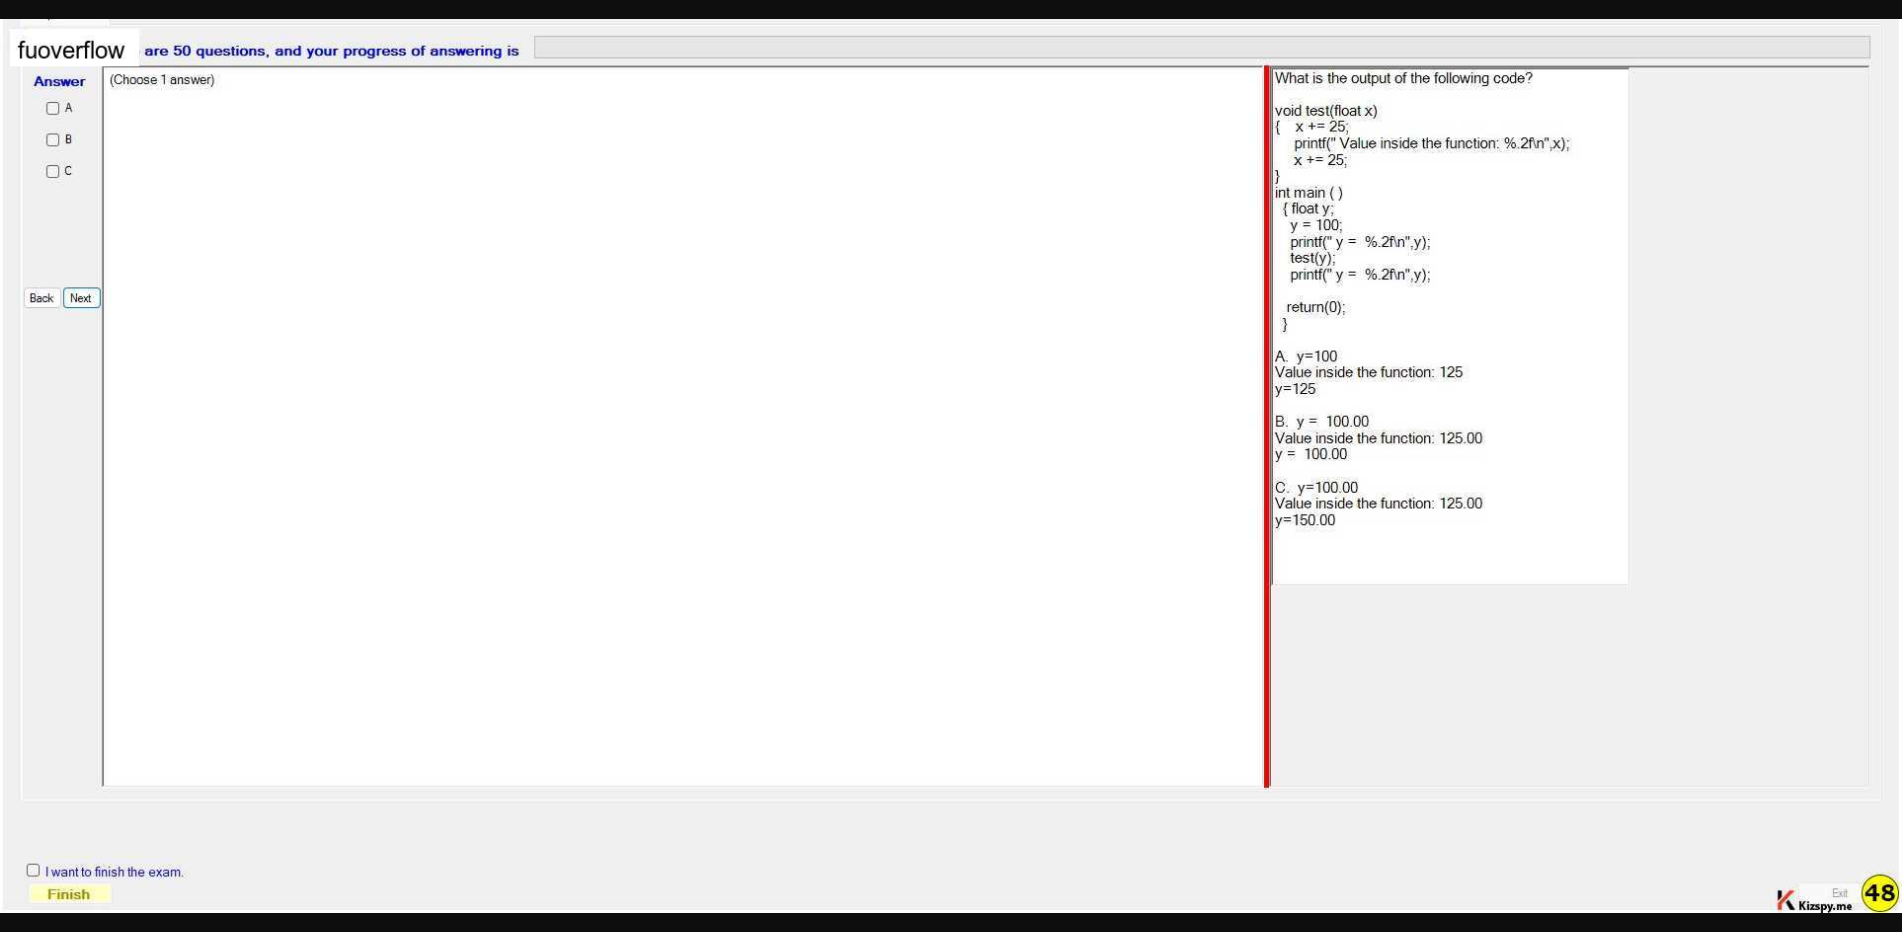 fuoverflow are 50 questions, and your progress of answering is
Answer
(Choose 1 answer)
A
B
C
Back Next
What is the output of the following code?
void test(float x)
{ x += 25;
printf(" Value inside the function: %.2f\n",x);
x += 25;
}
int main ( )
{ float y;
y = 100;
printf(" y = %.2f\n",y);
test(y);
printf(" y = %.2f\n",y);
return(0);
}
A. y=100
Value inside the function: 125
y=125
B. y = 100.00
Value inside the function: 125.00
y = 100.00
C. y=100.00
Value inside the function: 125.00
y=150.00
I want to finish the exam.
Finish
Exit
Kizspy.me
48